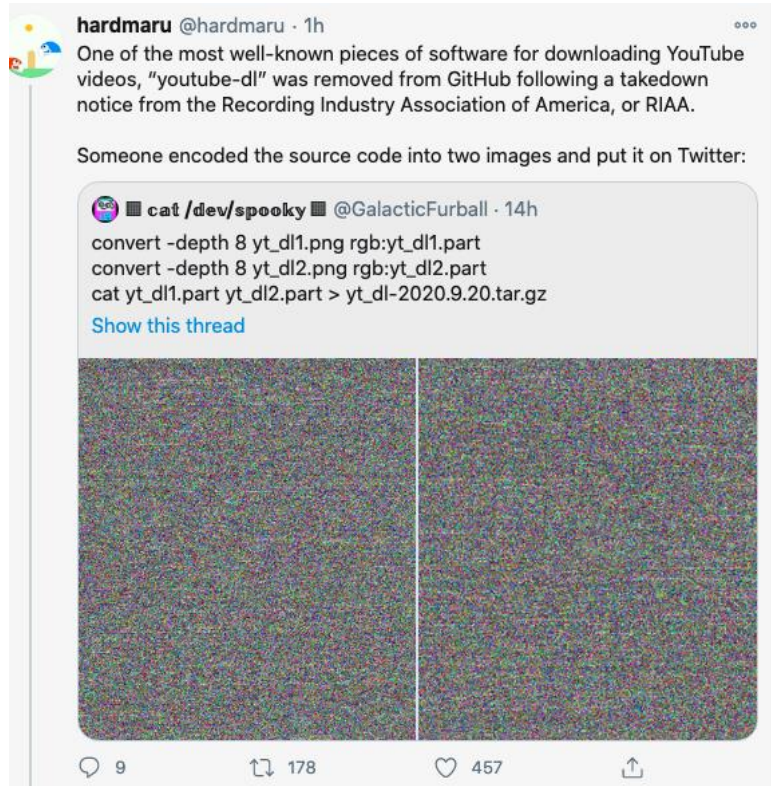 hardmaru @hardmaru · 1h
One of the most well-known pieces of software for downloading YouTube
videos, “youtube-dl” was removed from GitHub following a takedown
notice from the Recording Industry Association of America, or RIAA.
Someone encoded the source code into two images and put it on Twitter:
▦ 𝕔𝕒𝕥 /𝕕𝕖𝕧/𝕤𝕡𝕠𝕠𝕜𝕪 ▦ @GalacticFurball · 14h
convert -depth 8 yt_dl1.png rgb:yt_dl1.part
convert -depth 8 yt_dl2.png rgb:yt_dl2.part
cat yt_dl1.part yt_dl2.part > yt_dl-2020.9.20.tar.gz
Show this thread
9 178 457